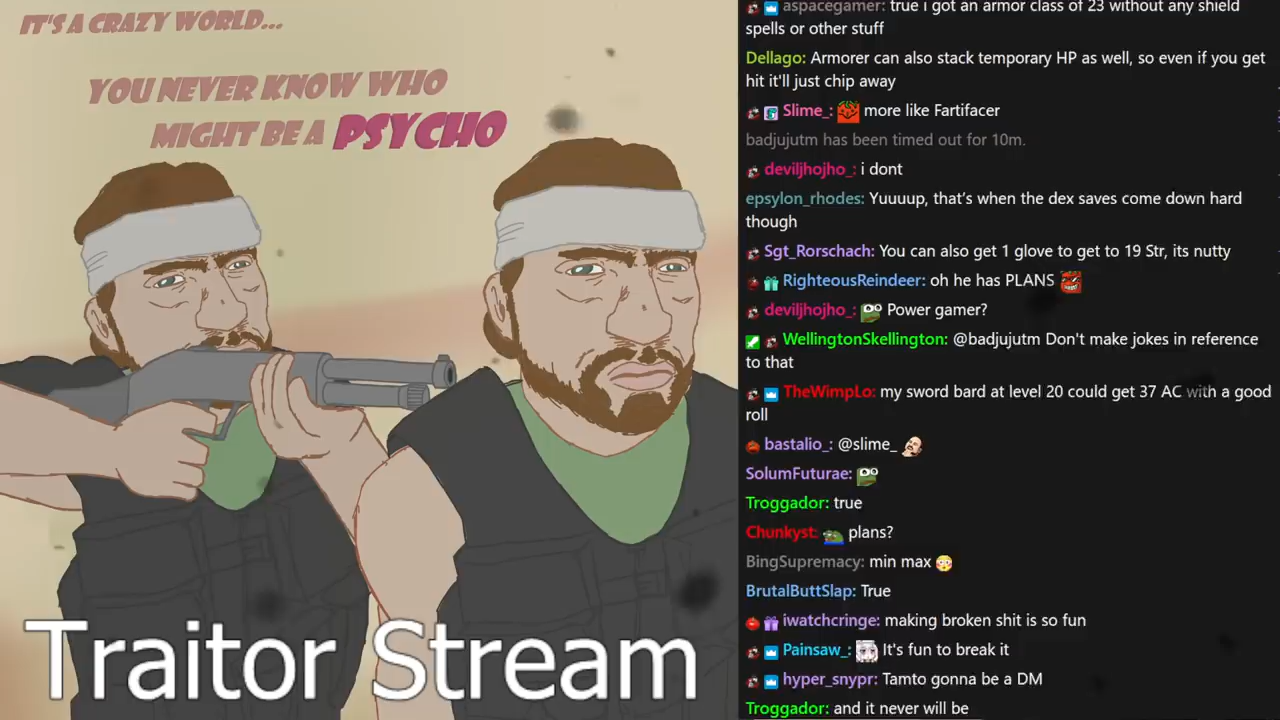 IT'S A CRAZY WORLD...
YOU NEVER KNOW WHO
MIGHT BE A PSYCHO
Traitor Stream
aspacegamer: true i got an armor class of 23 without any shield
spells or other stuff
Dellago: Armorer can also stack temporary HP as well, so even if you get
hit it'll just chip away
Slime_: more like Fartifacer
badjujutm has been timed out for 10m.
deviljhojho_: i dont
epsylon_rhodes: Yuuuup, that’s when the dex saves come down hard
though
Sgt_Rorschach: You can also get 1 glove to get to 19 Str, its nutty
RighteousReindeer: oh he has PLANS
deviljhojho_: Power gamer?
WellingtonSkellington: @badjujutm Don't make jokes in reference
to that
TheWimpLo: my sword bard at level 20 could get 37 AC with a good
roll
bastalio_: @slime_
SolumFuturae:
Troggador: true
Chunkyst: plans?
BingSupremacy: min max
BrutalButtSlap: True
iwatchcringe: making broken shit is so fun
Painsaw_: It's fun to break it
hyper_snypr: Tamto gonna be a DM
Troggador: and it never will be